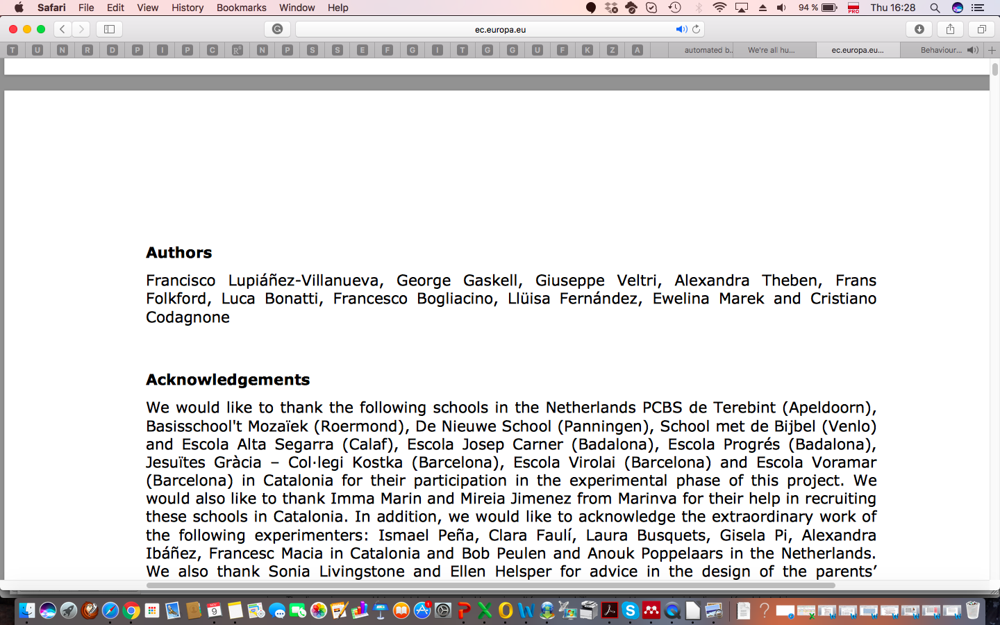 Safari File Edit View History Bookmarks Window Help 94 % PRO Thu 16:28
ec.europa.eu
T U N R D P I P C R N P S S E F G I T G G U F K Z A automated b... We're all hu... ec.europa.eu... Behaviour...
Authors
Francisco Lupiáñez-Villanueva, George Gaskell, Giuseppe Veltri, Alexandra Theben, Frans
Folkford, Luca Bonatti, Francesco Bogliacino, Llüisa Fernández, Ewelina Marek and Cristiano
Codagnone
Acknowledgements
We would like to thank the following schools in the Netherlands PCBS de Terebint (Apeldoorn),
Basisschool't Mozaïek (Roermond), De Nieuwe School (Panningen), School met de Bijbel (Venlo)
and Escola Alta Segarra (Calaf), Escola Josep Carner (Badalona), Escola Progrés (Badalona),
Jesuïtes Gràcia – Col·legi Kostka (Barcelona), Escola Virolai (Barcelona) and Escola Voramar
(Barcelona) in Catalonia for their participation in the experimental phase of this project. We
would also like to thank Imma Marin and Mireia Jimenez from Marinva for their help in recruiting
these schools in Catalonia. In addition, we would like to acknowledge the extraordinary work of
the following experimenters: Ismael Peña, Clara Faulí, Laura Busquets, Gisela Pi, Alexandra
Ibáñez, Francesc Macia in Catalonia and Bob Peulen and Anouk Poppelaars in the Netherlands.
We also thank Sonia Livingstone and Ellen Helsper for advice in the design of the parents’